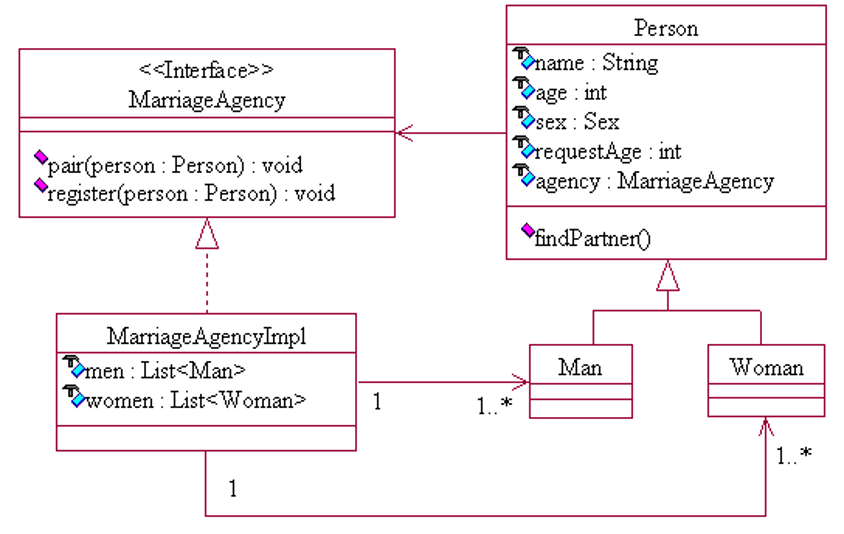 <<Interface>>
MarriageAgency
pair(person : Person) : void
register(person : Person) : void
Person
name : String
age : int
sex : Sex
requestAge : int
agency : MarriageAgency
findPartner()
MarriageAgencyImpl
men : List<Man>
women : List<Woman>
1
1..*
Man
Woman
1..*
1